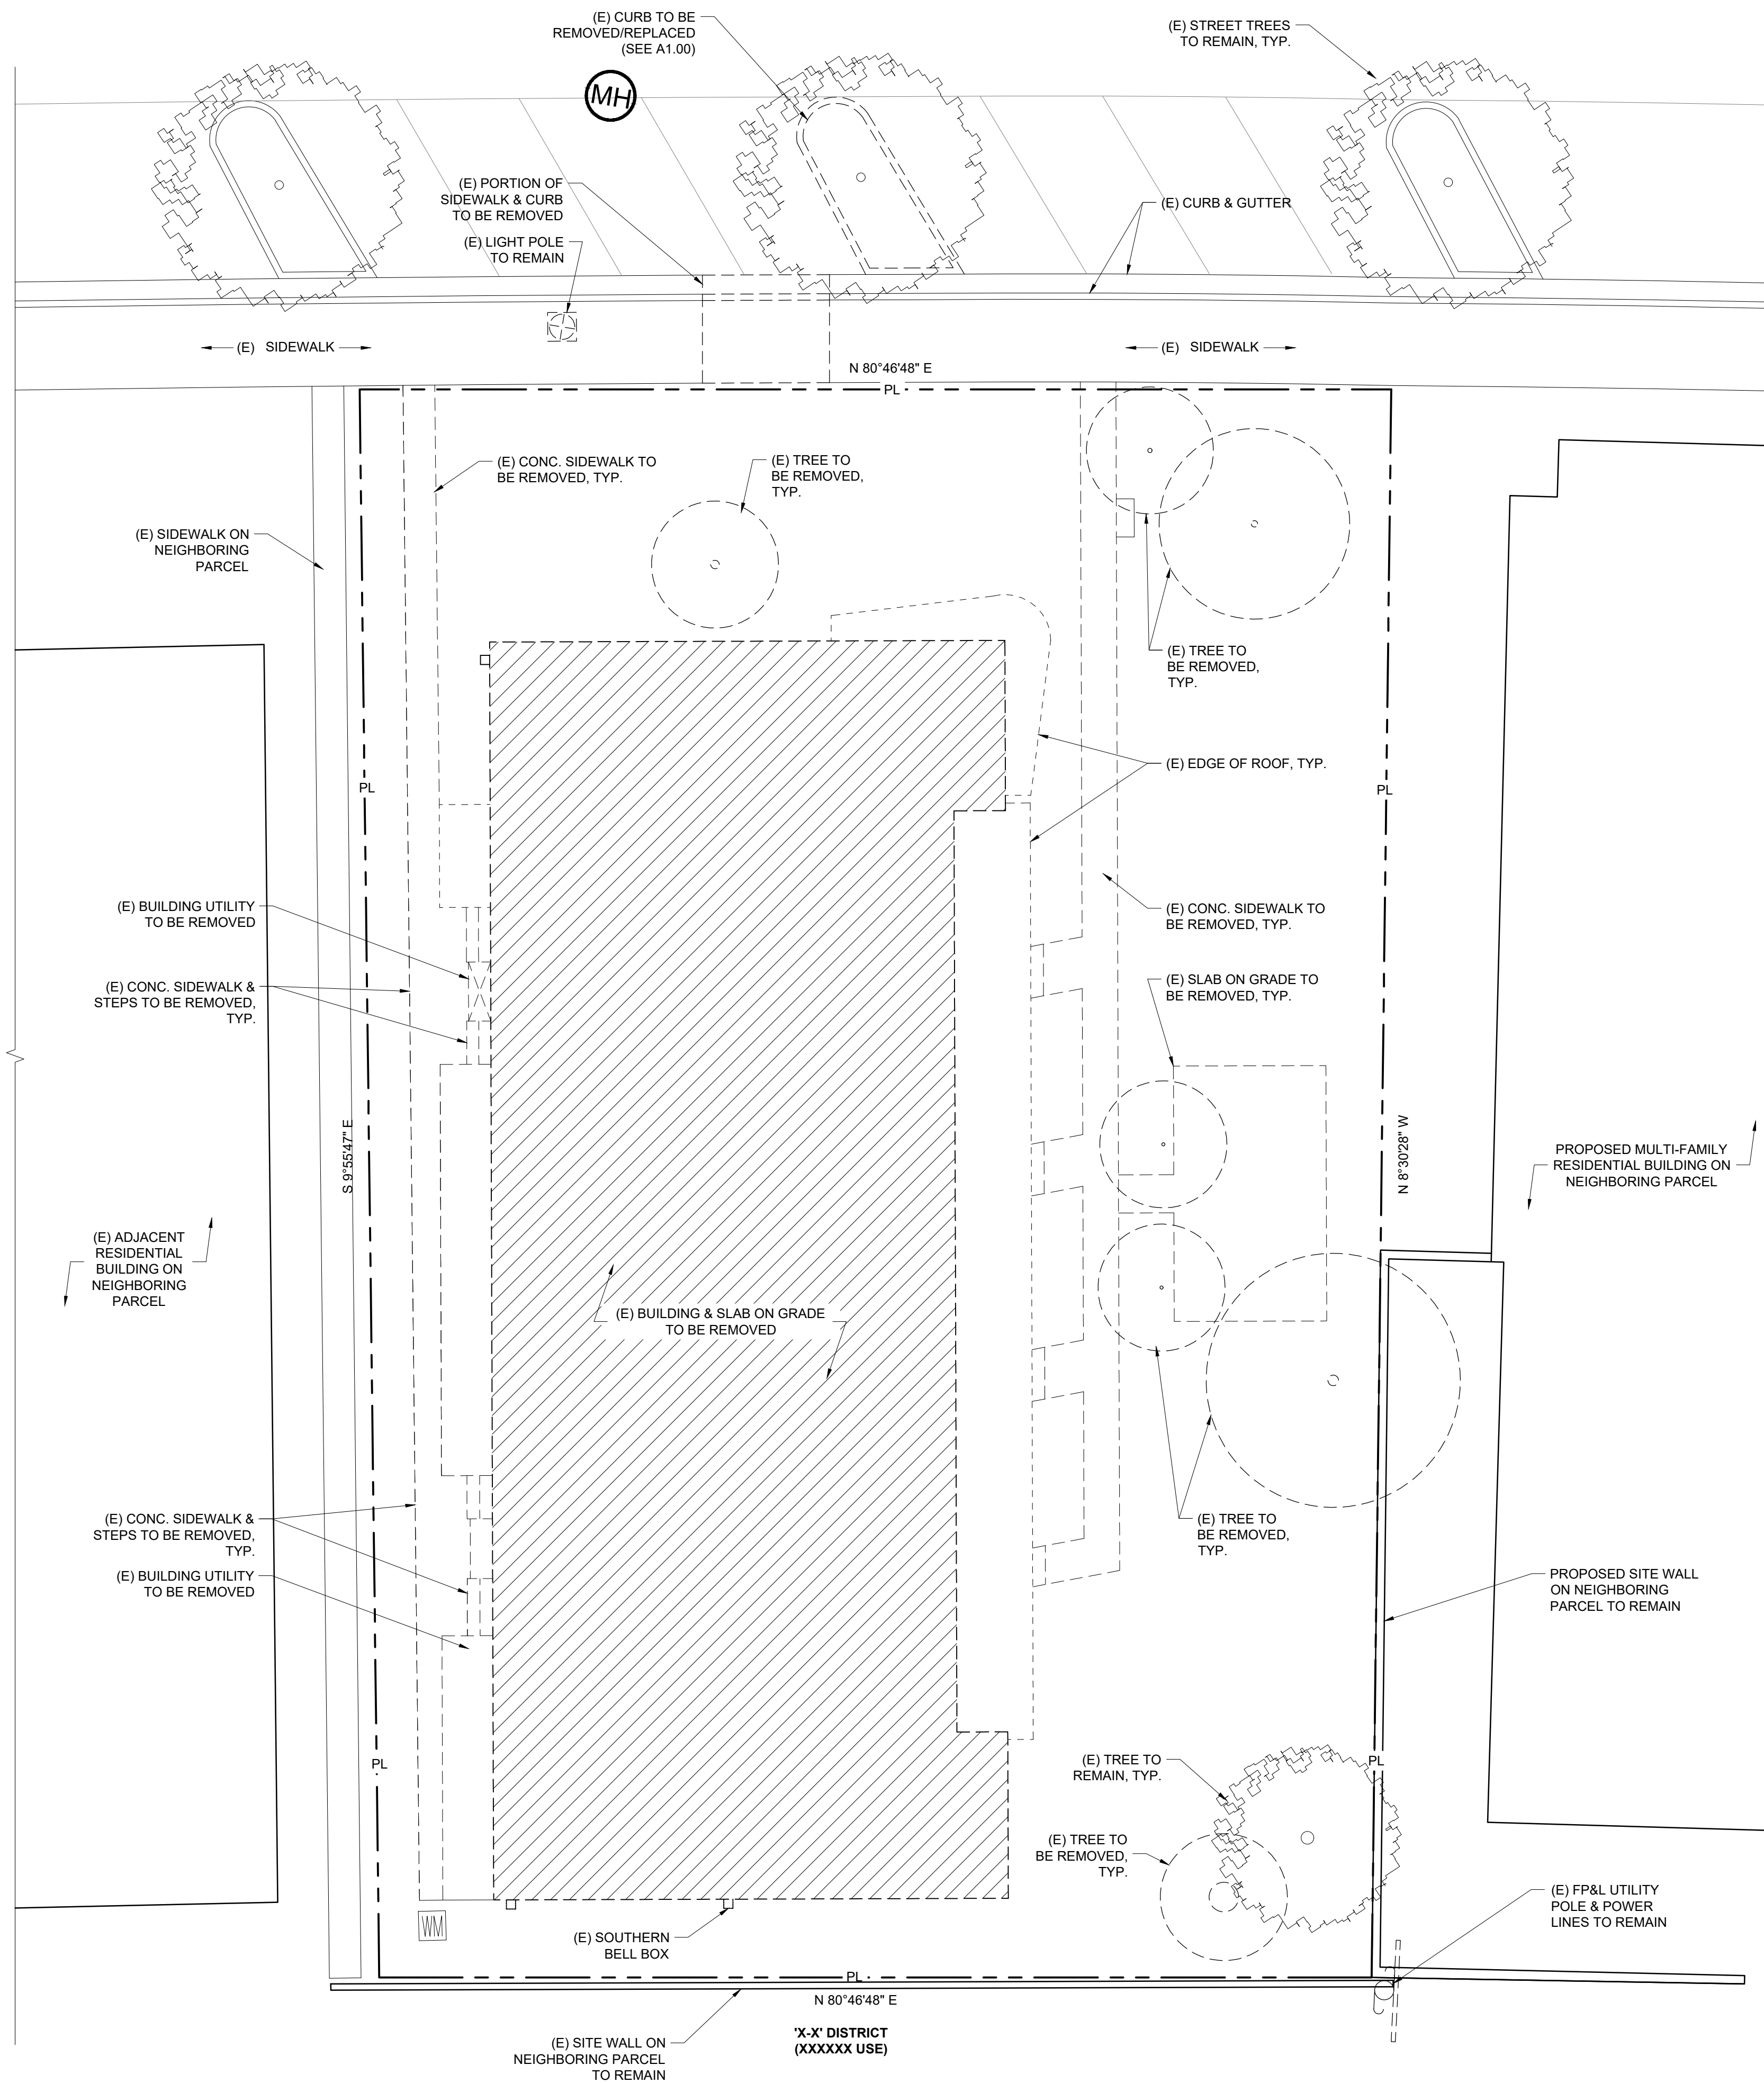 (E) CURB TO BE
REMOVED/REPLACED
(SEE A1.00)
(E) STREET TREES
TO REMAIN, TYP.
MH
(E) PORTION OF
SIDEWALK & CURB
TO BE REMOVED
(E) CURB & GUTTER
(E) LIGHT POLE
TO REMAIN
(E) SIDEWALK
(E) SIDEWALK
N 80°46'48" E
PL
(E) CONC. SIDEWALK TO
BE REMOVED, TYP.
(E) TREE TO
BE REMOVED,
TYP.
(E) SIDEWALK ON
NEIGHBORING
PARCEL
(E) TREE TO
BE REMOVED,
TYP.
(E) EDGE OF ROOF, TYP.
PL
PL
(E) BUILDING UTILITY
TO BE REMOVED
(E) CONC. SIDEWALK TO
BE REMOVED, TYP.
(E) CONC. SIDEWALK &
STEPS TO BE REMOVED,
TYP.
(E) SLAB ON GRADE TO
BE REMOVED, TYP.
S 9°55'47" E
N 8°30'28" W
PROPOSED MULTI-FAMILY
RESIDENTIAL BUILDING ON
NEIGHBORING PARCEL
(E) ADJACENT
RESIDENTIAL
BUILDING ON
NEIGHBORING
PARCEL
(E) BUILDING & SLAB ON GRADE
TO BE REMOVED
(E) CONC. SIDEWALK &
STEPS TO BE REMOVED,
TYP.
(E) TREE TO
BE REMOVED,
TYP.
(E) BUILDING UTILITY
TO BE REMOVED
PROPOSED SITE WALL
ON NEIGHBORING
PARCEL TO REMAIN
PL
(E) TREE TO
REMAIN, TYP.
PL
(E) TREE TO
BE REMOVED,
TYP.
(E) FP&L UTILITY
POLE & POWER
LINES TO REMAIN
WM
(E) SOUTHERN
BELL BOX
PL
N 80°46'48" E
'X-X' DISTRICT
(XXXXXX USE)
(E) SITE WALL ON
NEIGHBORING PARCEL
TO REMAIN